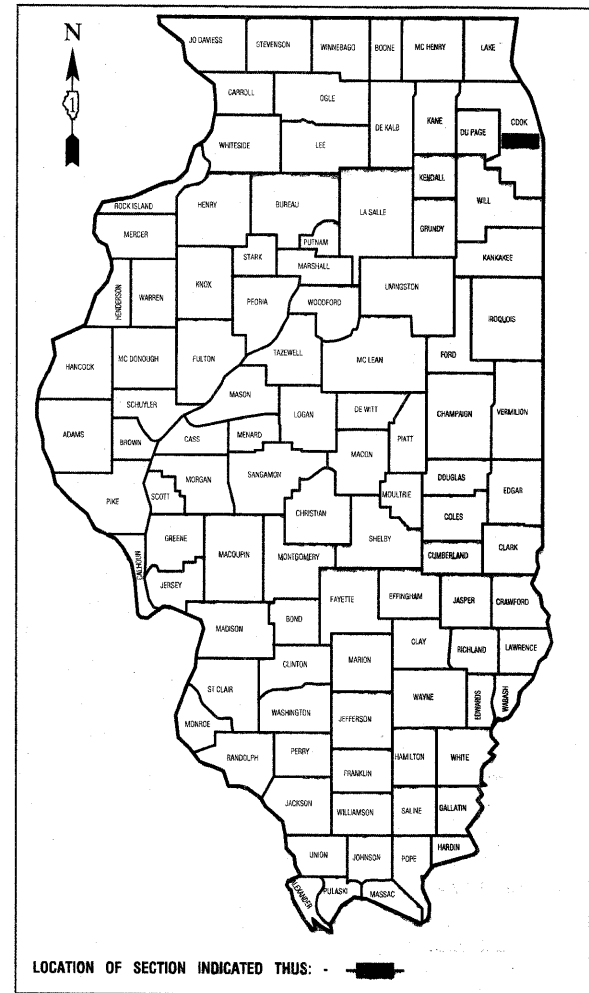 N
JO DAVIESS STEVENSON WINNEBAGO BOONE MC HENRY LAKE
CARROLL OGLE DE KALB KANE DU PAGE COOK
WHITESIDE LEE
KENDALL
ROCK ISLAND HENRY BUREAU LA SALLE GRUNDY WILL
MERCER PUTNAM
STARK MARSHALL KANKAKEE
HENDERSON WARREN KNOX PEORIA WOODFORD LIVINGSTON IROQUOIS
HANCOCK MC DONOUGH FULTON TAZEWELL MC LEAN FORD
SCHUYLER MASON LOGAN DE WITT CHAMPAIGN VERMILION
ADAMS BROWN CASS MENARD MACON PIATT
PIKE SCOTT MORGAN SANGAMON MOULTRIE DOUGLAS EDGAR
CHRISTIAN COLES
CALHOUN GREENE MACOUPIN MONTGOMERY SHELBY CUMBERLAND CLARK
JERSEY FAYETTE EFFINGHAM JASPER CRAWFORD
MADISON BOND
CLAY RICHLAND LAWRENCE
CLINTON MARION
ST CLAIR WASHINGTON JEFFERSON WAYNE EDWARDS WABASH
MONROE
RANDOLPH PERRY HAMILTON WHITE
FRANKLIN
JACKSON WILLIAMSON SALINE GALLATIN
UNION JOHNSON POPE HARDIN
ALEXANDER PULASKI MASSAC
LOCATION OF SECTION INDICATED THUS: -